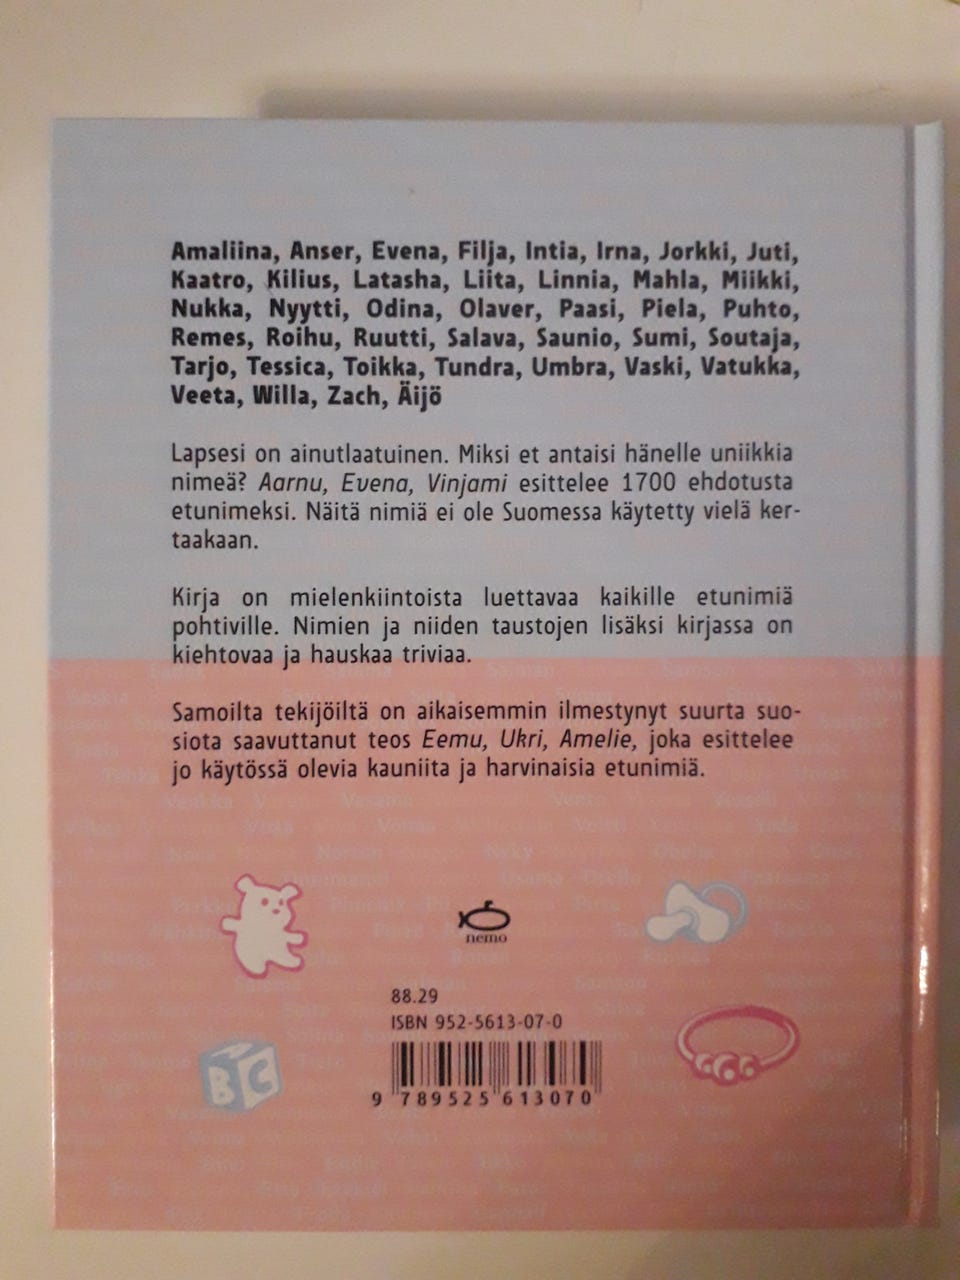 Amaliina, Anser, Evena, Filja, Intia, Irna, Jorkki, Juti,
Kaatro, Kilius, Latasha, Liita, Linnia, Mahla, Miikki,
Nukka, Nyytti, Odina, Olaver, Paasi, Piela, Puhto,
Remes, Roihu, Ruutti, Salava, Saunio, Sumi, Soutaja,
Tarjo, Tessica, Toikka, Tundra, Umbra, Vaski, Vatukka,
Veeta, Willa, Zach, Äijö
Lapsesi on ainutlaatuinen. Miksi et antaisi hänelle uniikkia
nimeä? Aarnu, Evena, Vinjami esittelee 1700 ehdotusta
etunimeksi. Näitä nimiä ei ole Suomessa käytetty vielä ker-
taakaan.
Kirja on mielenkiintoista luettavaa kaikille etunimiä
pohtiville. Nimien ja niiden taustojen lisäksi kirjassa on
kiehtovaa ja hauskaa triviaa.
Samoilta tekijöiltä on aikaisemmin ilmestynyt suurta suo-
siota saavuttanut teos Eemu, Ukri, Amelie, joka esittelee
jo käytössä olevia kauniita ja harvinaisia etunimiä.
nemo
88.29
ISBN 952-5613-07-0
ABC
9 789525 613070